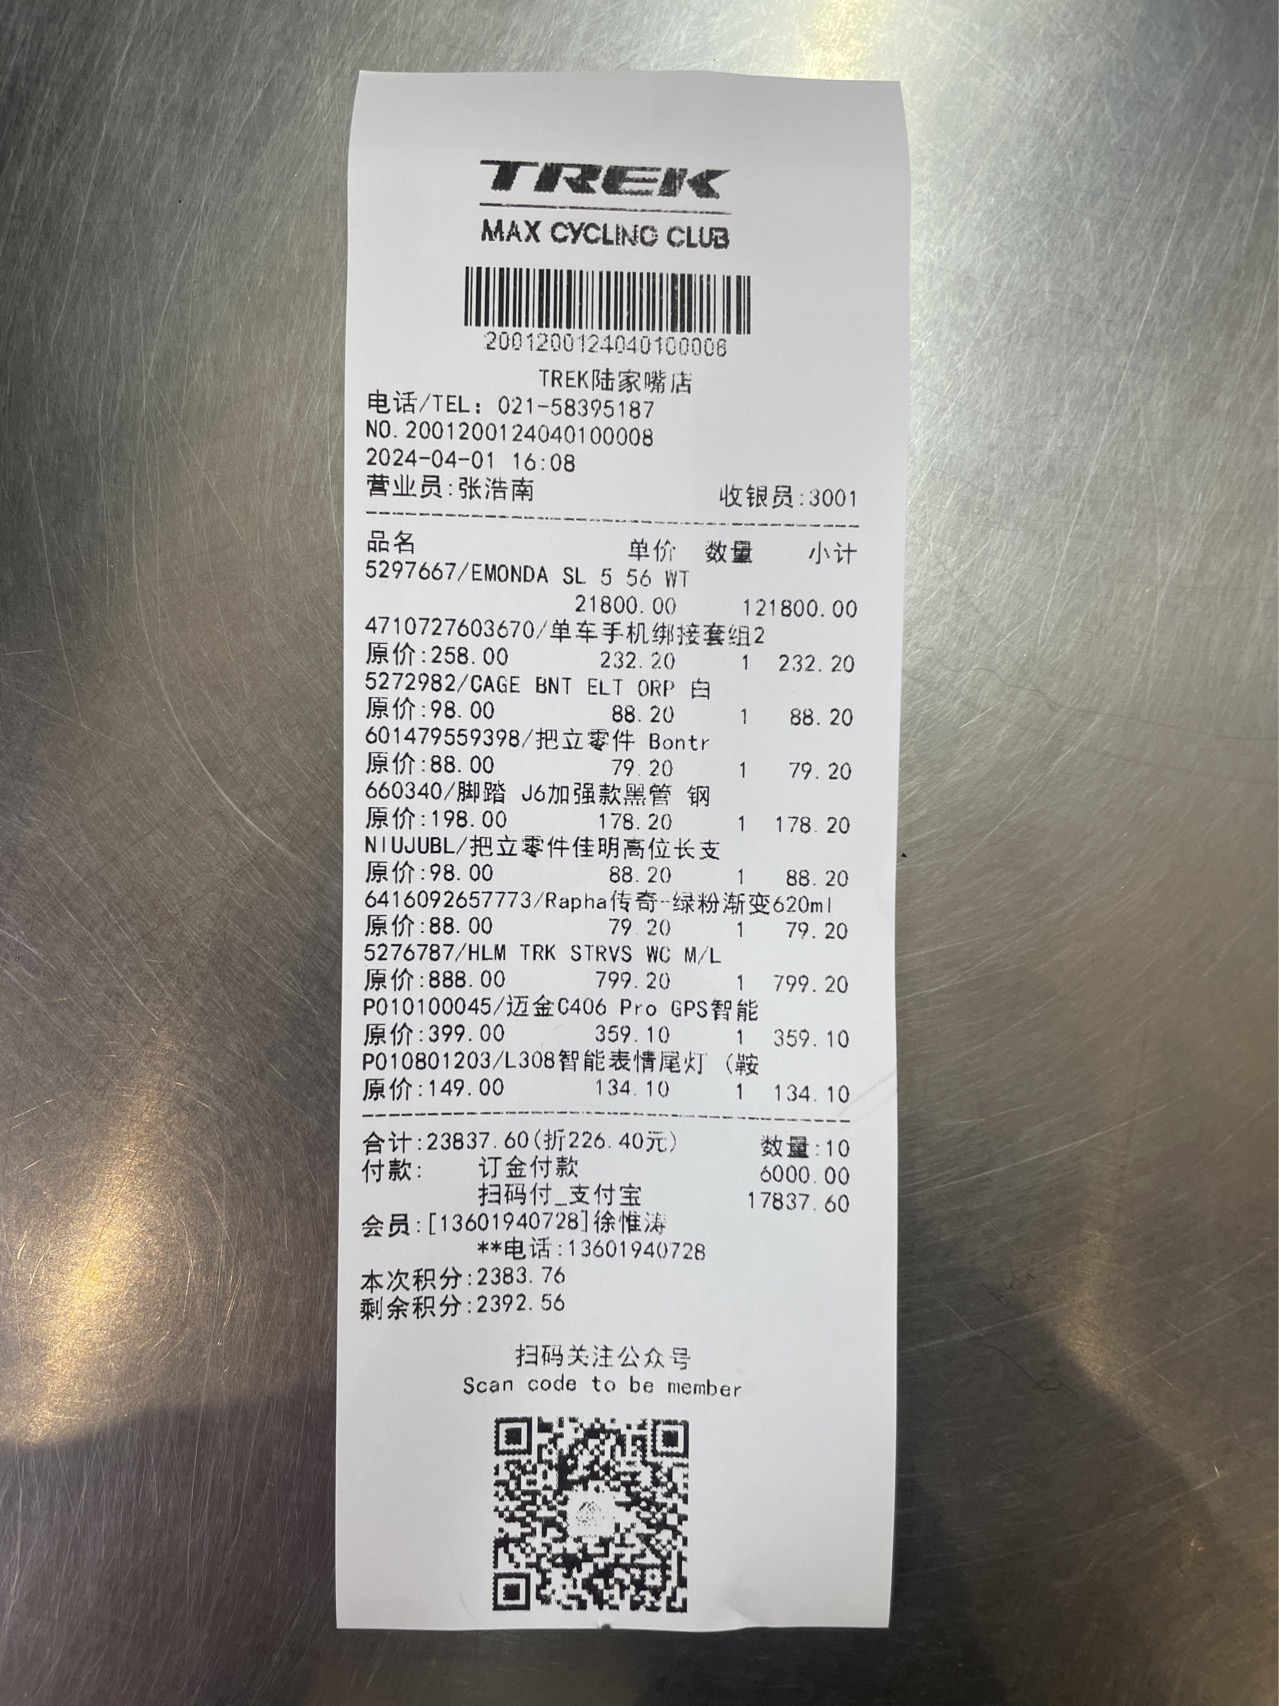 TREK
MAX CYCLING CLUB
2001200124040100008
TREK陆家嘴店
电话/TEL: 021-58395187
NO.2001200124040100008
2024-04-01 16:08
营业员:张浩南 收银员:3001
品名 单价 数量 小计
5297667/EMONDA SL 5 56 WT
21800.00 121800.00
4710727603670/单车手机绑接套组2
原价:258.00 232.20 1 232.20
5272982/CAGE BNT ELT ORP 白
原价:98.00 88.20 1 88.20
601479559398/把立零件 Bontr
原价:88.00 79.20 1 79.20
660340/脚踏 J6加强款黑管 钢
原价:198.00 178.20 1 178.20
NIUJUBL/把立零件佳明高位长支
原价:98.00 88.20 1 88.20
6416092657773/Rapha传奇-绿粉渐变620ml
原价:88.00 79.20 1 79.20
5276787/HLM TRK STRVS WC M/L
原价:888.00 799.20 1 799.20
P010100045/迈金C406 Pro GPS智能
原价:399.00 359.10 1 359.10
P010801203/L308智能表情尾灯 (鞍
原价:149.00 134.10 1 134.10
合计:23837.60(折226.40元) 数量:10
付款: 订金付款 6000.00
扫码付_支付宝 17837.60
会员:[13601940728]徐惟涛
**电话:13601940728
本次积分:2383.76
剩余积分:2392.56
扫码关注公众号
Scan code to be member